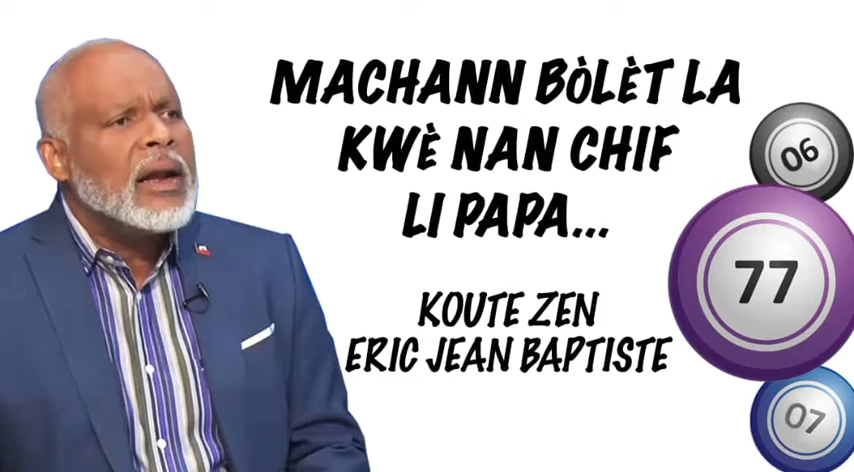 MACHANN BÒLÈT LA
KWÈ NAN CHIF
LI PAPA...
KOUTE ZEN
ERIC JEAN BAPTISTE
06
77
07